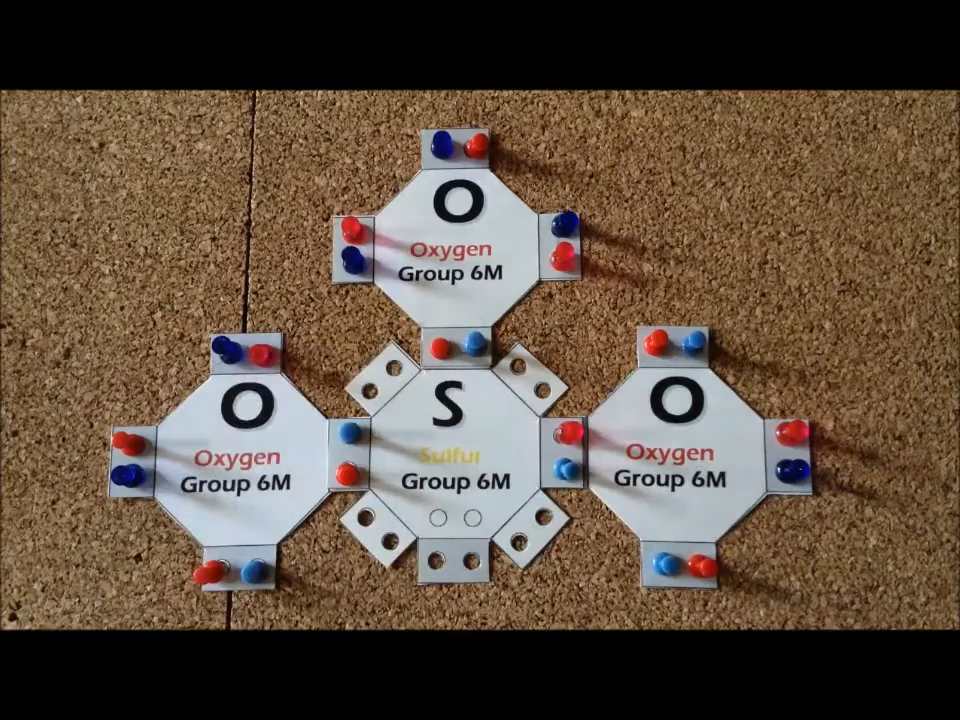 O
Oxygen
Group 6M
O
Oxygen
Group 6M
S
Sulfur
Group 6M
O
Oxygen
Group 6M